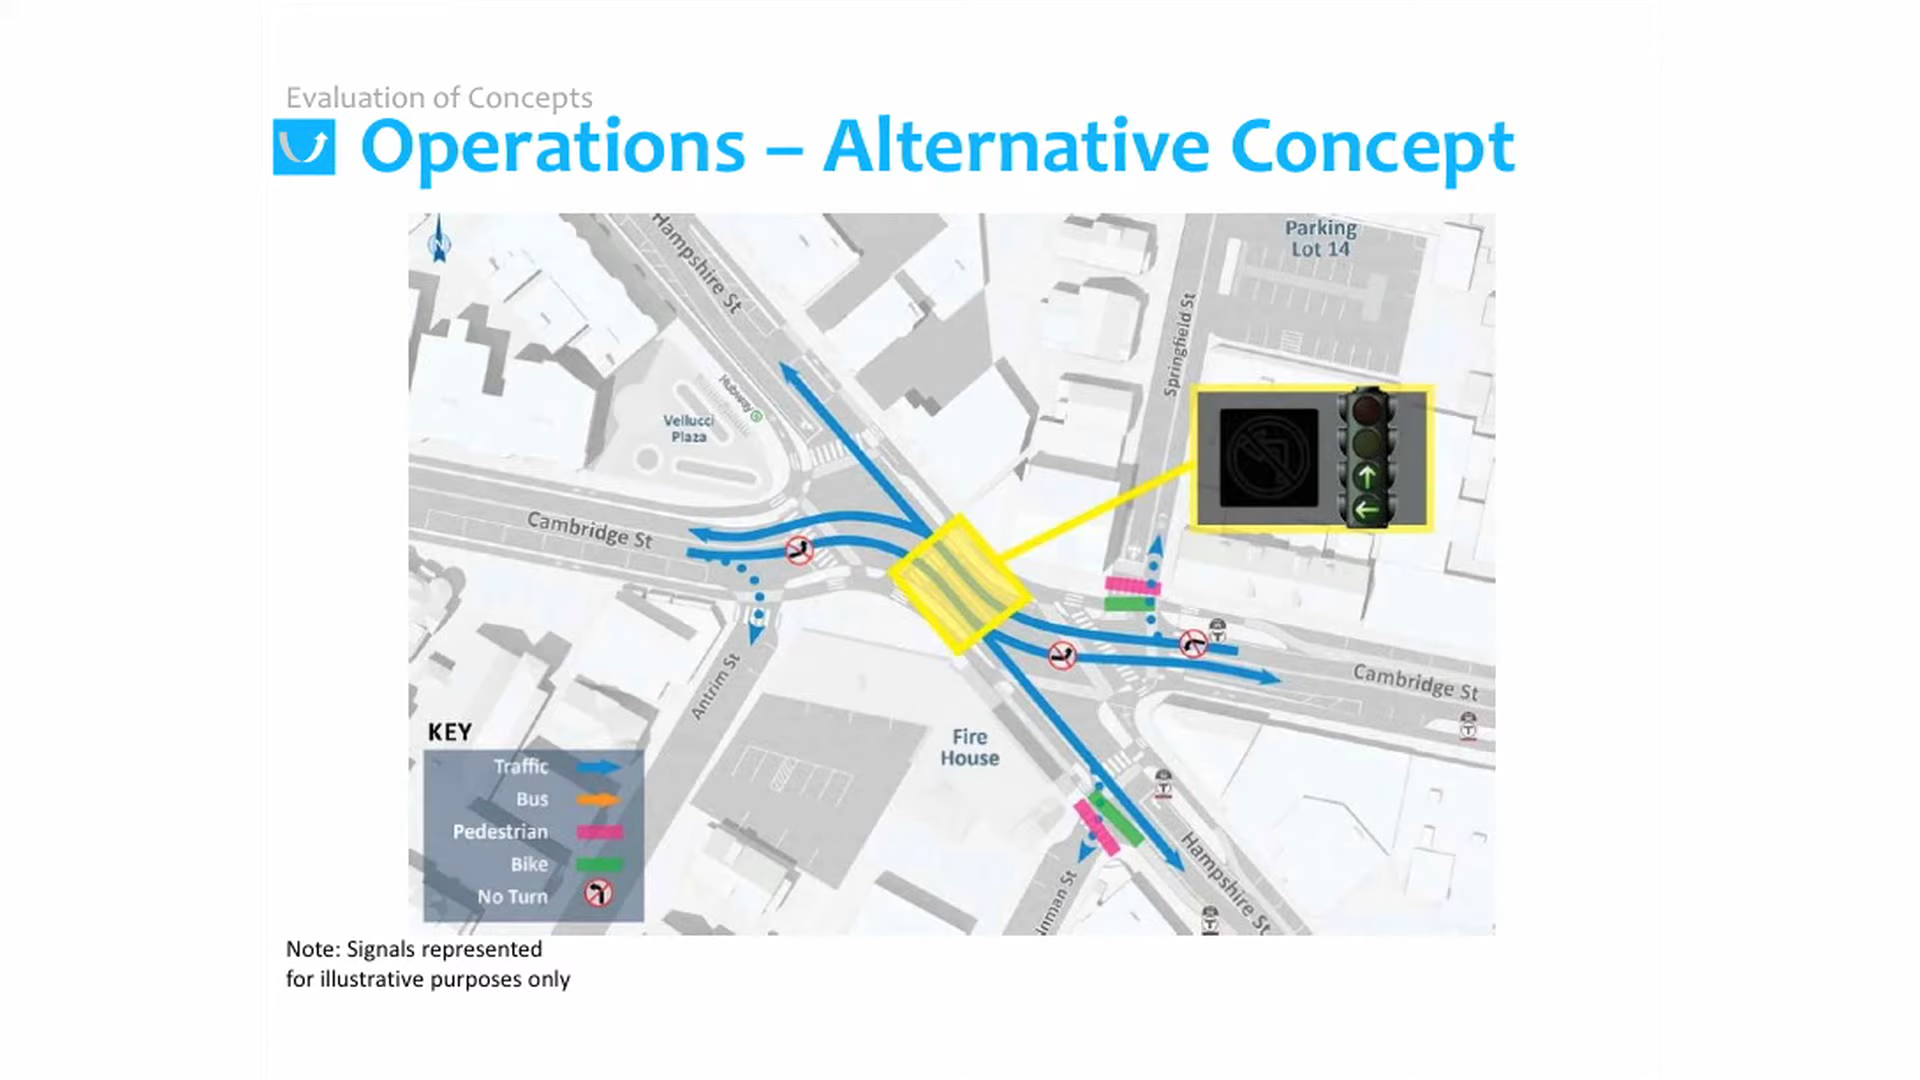 Evaluation of Concepts
Operations – Alternative Concept
N
Hampshire St
Parking
Lot 14
Springfield St
Hubway
Vellucci
Plaza
Cambridge St
Cambridge St
Antrim St
Fire
House
Inman St
Hampshire St
T
T
T
T
KEY
Traffic
Bus
Pedestrian
Bike
No Turn
Note: Signals represented
for illustrative purposes only